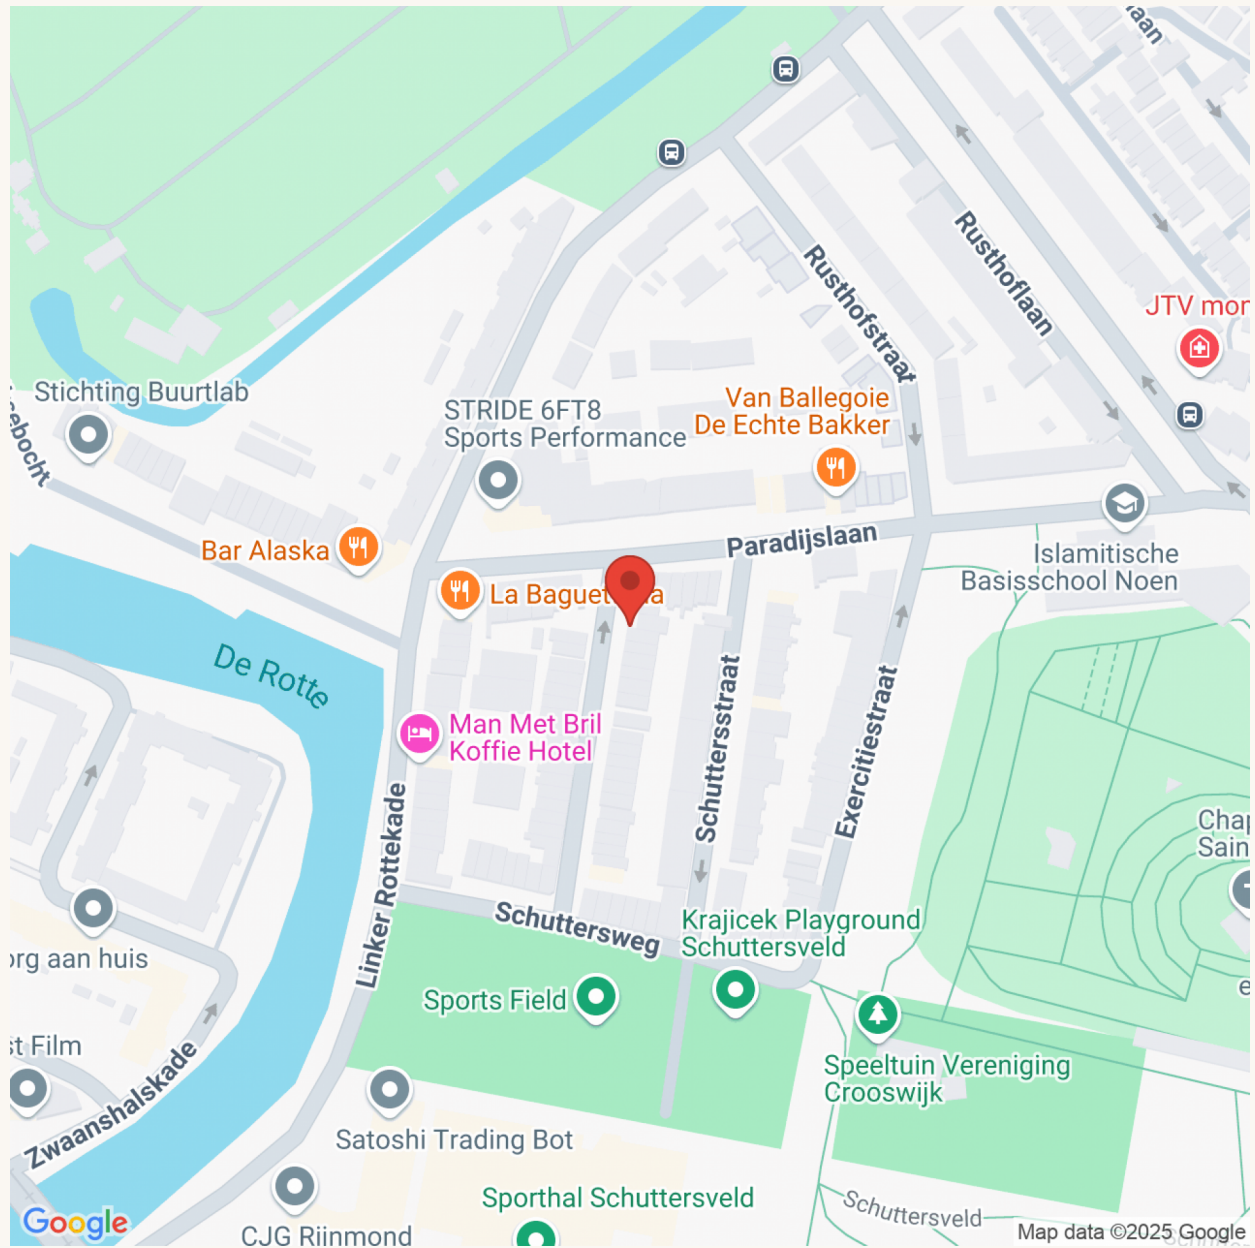 aan
Rusthoflaan
Rusthofstraat
JTV mor
Stichting Buurtlab
STRIDE 6FT8
Sports Performance
Van Ballegoie
De Echte Bakker
ebocht
Bar Alaska
Paradijslaan
Islamitische
Basisschool Noen
De Rotte
Man Met Bril
Koffie Hotel
Schuttersstraat
Exercitiestraat
Linker Rottekade
Chap
Sain
Schuttersweg
Krajicek Playground
Schuttersveld
org aan huis
Sports Field
st Film
Zwaanshalskade
Speeltuin Vereniging
Crooswijk
Satoshi Trading Bot
Sporthal Schuttersveld
Schuttersveld
CJG Rijnmond
Google
Map data ©2025 Google